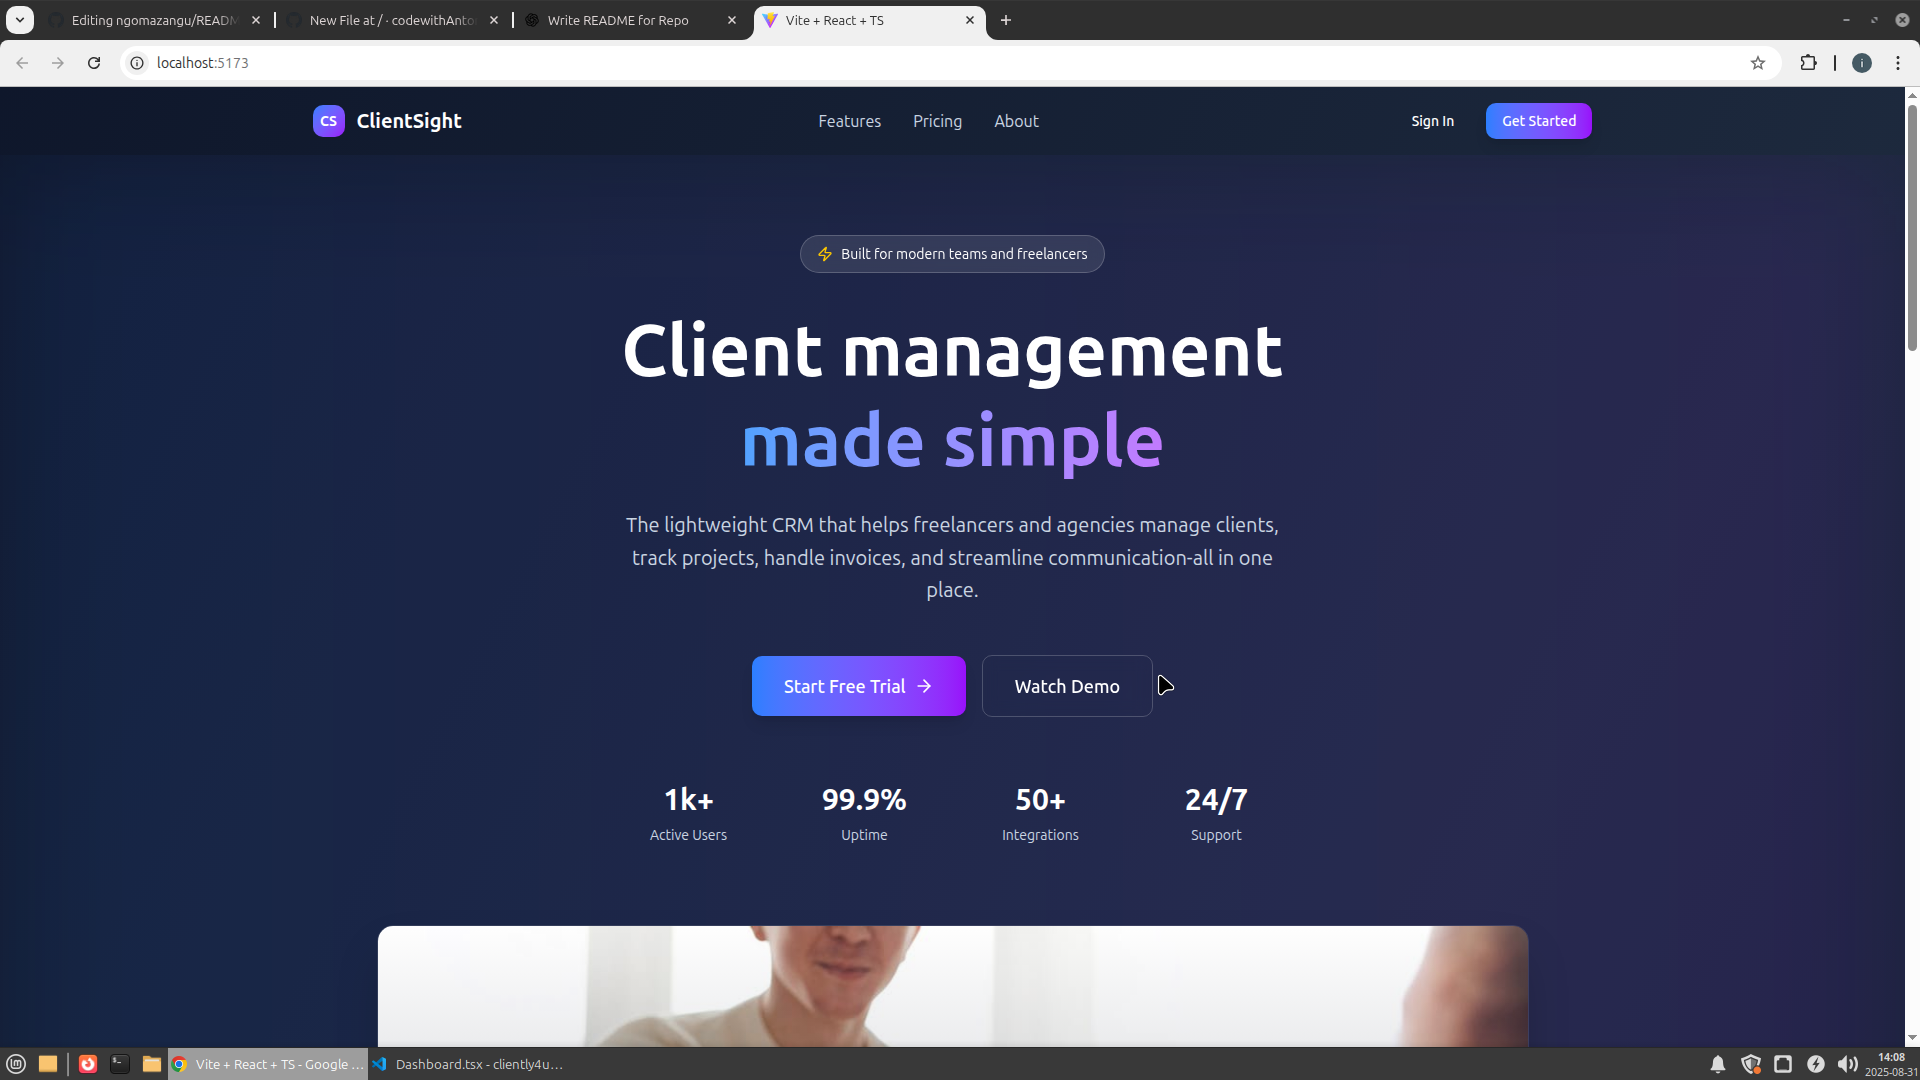 Editing ngomazangu/READM
New File at / · codewithAnto
Write README for Repo
Vite + React + TS
localhost:5173
i
CS
ClientSight
Features
Pricing
About
Sign In
Get Started
Built for modern teams and freelancers
Client management
made simple
The lightweight CRM that helps freelancers and agencies manage clients,
track projects, handle invoices, and streamline communication-all in one
place.
Start Free Trial
Watch Demo
1k+
99.9%
50+
24/7
Active Users
Uptime
Integrations
Support
Vite + React + TS - Google ...
Dashboard.tsx - cliently4u...
14:08
2025-08-31